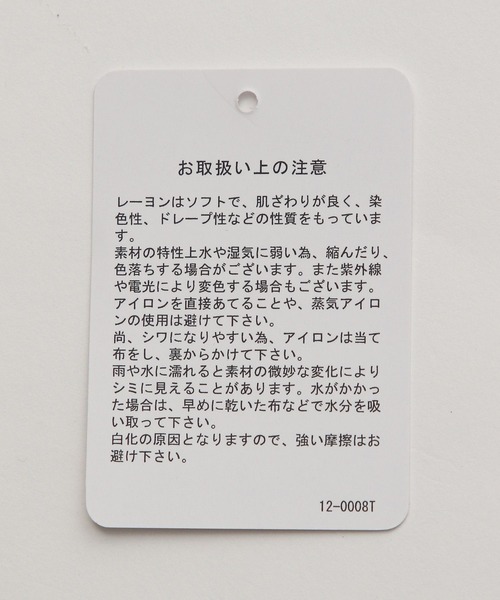 お取扱い上の注意
レーヨンはソフトで、肌ざわりが良く、染
色性、ドレープ性などの性質をもっていま
す。
素材の特性上水や湿気に弱い為、縮んだり、
色落ちする場合がございます。また紫外線
や電光により変色する場合もございます。
アイロンを直接あてることや、蒸気アイロ
ンの使用は避けて下さい。
尚、シワになりやすい為、アイロンは当て
布をし、裏からかけて下さい。
雨や水に濡れると素材の微妙な変化により
シミに見えることがあります。水がかかっ
た場合は、早めに乾いた布などで水分を吸
い取って下さい。
白化の原因となりますので、強い摩擦はお
避け下さい。
12-0008T